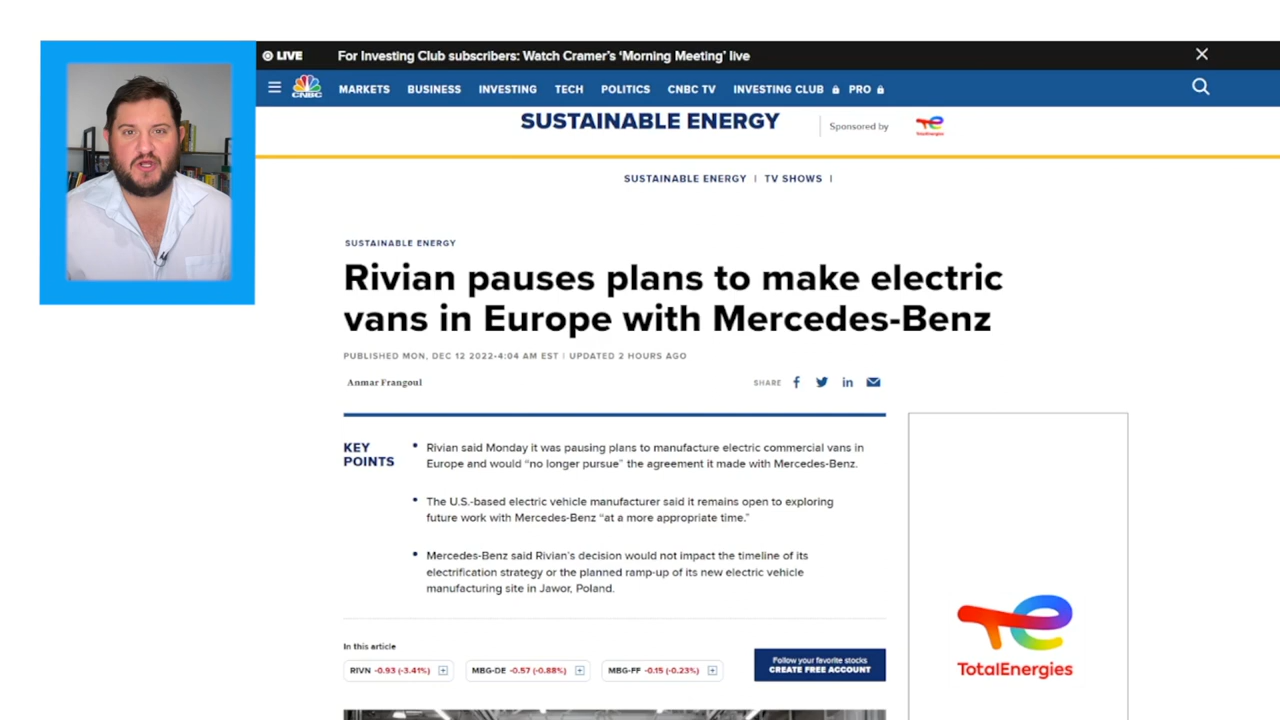 LIVE
For Investing Club subscribers: Watch Cramer's ‘Morning Meeting’ live
CNBC
MARKETS BUSINESS INVESTING TECH POLITICS CNBC TV INVESTING CLUB PRO
SUSTAINABLE ENERGY
Sponsored by
TotalEnergies
SUSTAINABLE ENERGY | TV SHOWS |
SUSTAINABLE ENERGY
Rivian pauses plans to make electric
vans in Europe with Mercedes-Benz
PUBLISHED MON, DEC 12 2022•4:04 AM EST | UPDATED 2 HOURS AGO
Anmar Frangoul
SHARE
KEY
POINTS
• Rivian said Monday it was pausing plans to manufacture electric commercial vans in
Europe and would “no longer pursue” the agreement it made with Mercedes-Benz.
• The U.S.-based electric vehicle manufacturer said it remains open to exploring
future work with Mercedes-Benz “at a more appropriate time.”
• Mercedes-Benz said Rivian’s decision would not impact the timeline of its
electrification strategy or the planned ramp-up of its new electric vehicle
manufacturing site in Jawor, Poland.
In this article
RIVN -0.93 (-3.41%) MBG-DE -0.57 (-0.88%) MBG-FF -0.15 (-0.23%)
Follow your favorite stocks
CREATE FREE ACCOUNT
TotalEnergies